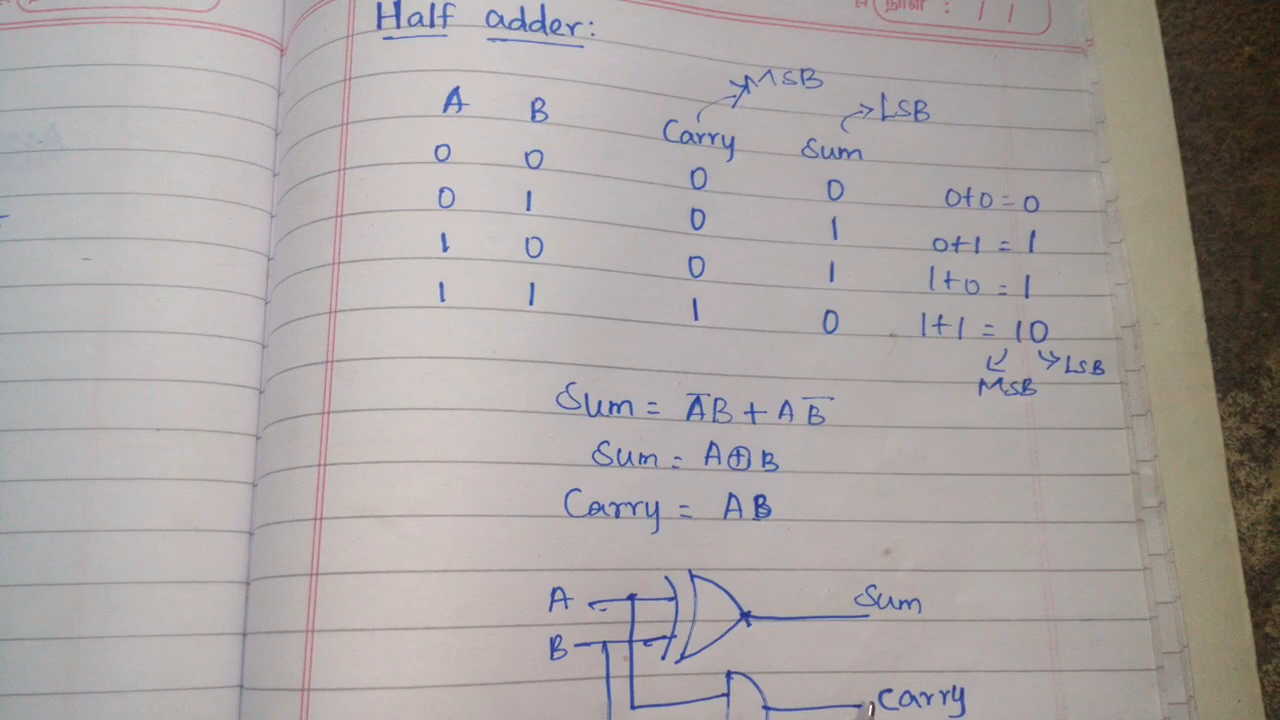 நாள் : / /
Half adder:
A B Carry → MSB Sum → LSB
0 0 0 0 0+0 = 0
0 1 0 1 0+1 = 1
1 0 0 1 1+0 = 1
1 1 1 0 1+1 = 10
MSB LSB
Sum = A̅B + AB̅
Sum = A⊕B
Carry = AB
A Sum
B
Carry